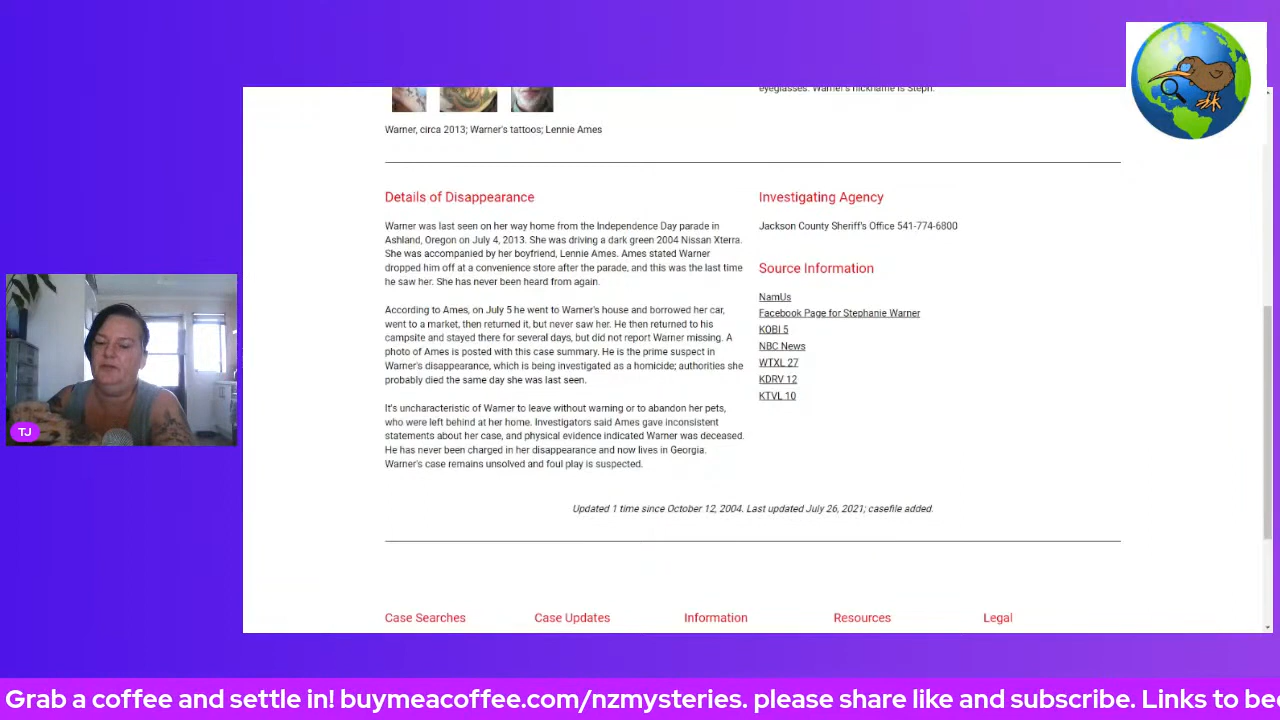 eyeglasses. Warner's nickname is Steph.
Warner, circa 2013; Warner's tattoos; Lennie Ames
Details of Disappearance
Warner was last seen on her way home from the Independence Day parade in
Ashland, Oregon on July 4, 2013. She was driving a dark green 2004 Nissan Xterra.
She was accompanied by her boyfriend, Lennie Ames. Ames stated Warner
dropped him off at a convenience store after the parade, and this was the last time
he saw her. She has never been heard from again.
According to Ames, on July 5 he went to Warner's house and borrowed her car,
went to a market, then returned it, but never saw her. He then returned to his
campsite and stayed there for several days, but did not report Warner missing. A
photo of Ames is posted with this case summary. He is the prime suspect in
Warner's disappearance, which is being investigated as a homicide; authorities she
probably died the same day she was last seen.
It's uncharacteristic of Warner to leave without warning or to abandon her pets,
who were left behind at her home. Investigators said Ames gave inconsistent
statements about her case, and physical evidence indicated Warner was deceased.
He has never been charged in her disappearance and now lives in Georgia.
Warner's case remains unsolved and foul play is suspected.
Investigating Agency
Jackson County Sheriff's Office 541-774-6800
Source Information
NamUs
Facebook Page for Stephanie Warner
KOBI 5
NBC News
WTXL 27
KDRV 12
KTVL 10
Updated 1 time since October 12, 2004. Last updated July 26, 2021; casefile added.
Case Searches
Case Updates
Information
Resources
Legal
TJ
Grab a coffee and settle in! buymeacoffee.com/nzmysteries. please share like and subscribe. Links to bec